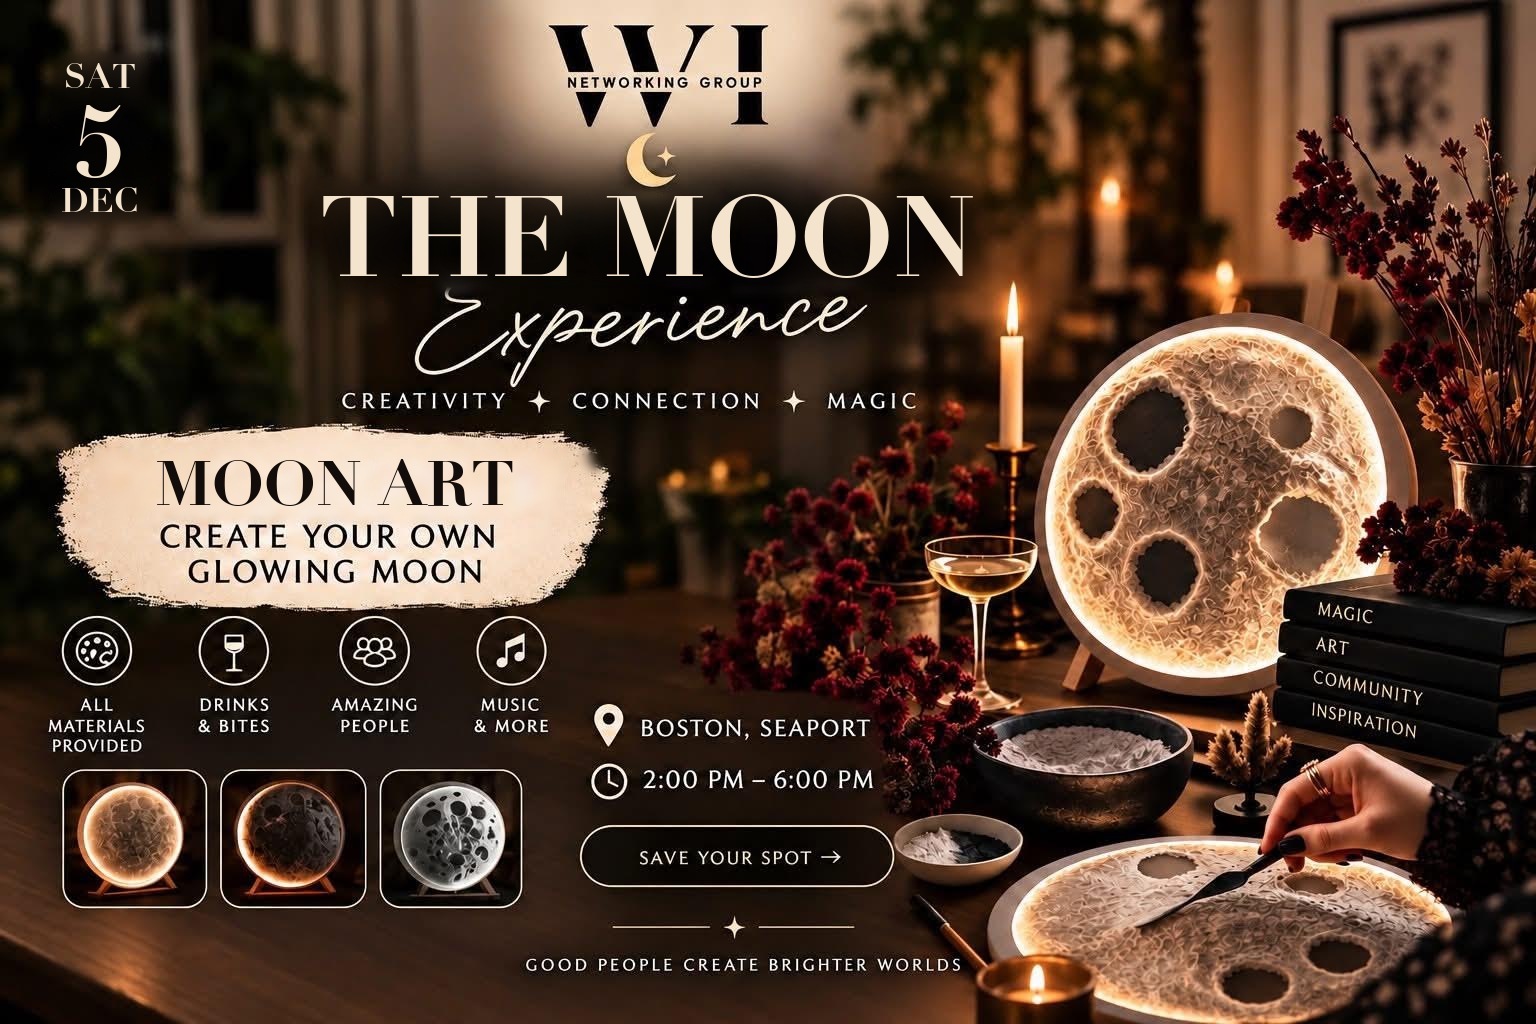 SAT
5
DEC
WI
NETWORKING GROUP
THE MOON
Experience
CREATIVITY ✦ CONNECTION ✦ MAGIC
MOON ART
CREATE YOUR OWN
GLOWING MOON
ALL
MATERIALS
PROVIDED
DRINKS
& BITES
AMAZING
PEOPLE
MUSIC
& MORE
BOSTON, SEAPORT
2:00 PM – 6:00 PM
SAVE YOUR SPOT →
GOOD PEOPLE CREATE BRIGHTER WORLDS
MAGIC
ART
COMMUNITY
INSPIRATION